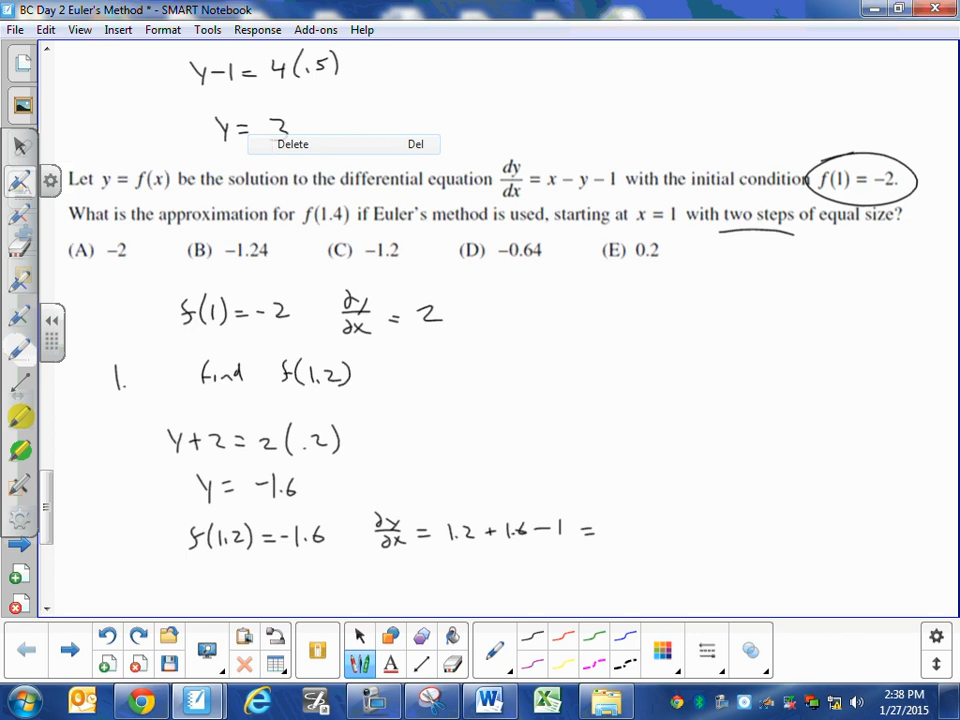 BC Day 2 Euler's Method * - SMART Notebook
File Edit View Insert Format Tools Response Add-ons Help
y-1 = 4(.5)
y = 3
Delete Del
Let y = f(x) be the solution to the differential equation dy/dx = x − y − 1 with the initial condition f(1) = −2.
What is the approximation for f(1.4) if Euler's method is used, starting at x = 1 with two steps of equal size?
(A) −2 (B) −1.24 (C) −1.2 (D) −0.64 (E) 0.2
f(1) = -2 ∂y/∂x = 2
1. find f(1.2)
y+2 = 2(.2)
y = -1.6
f(1.2) = -1.6 ∂y/∂x = 1.2 + 1.6 - 1 =
A
W
2:38 PM
1/27/2015